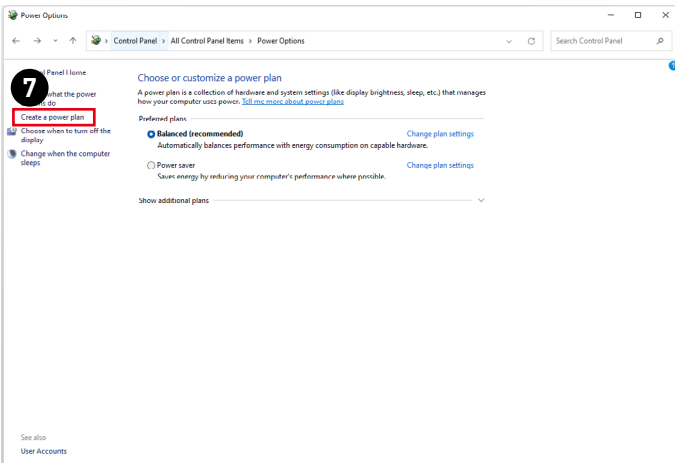 Power Options
Control Panel > All Control Panel Items > Power Options
Search Control Panel
7
Panel Home
what the power
do
Create a power plan
Choose when to turn off the
display
Change when the computer
sleeps
Choose or customize a power plan
A power plan is a collection of hardware and system settings (like display brightness, sleep, etc.) that manages
how your computer uses power. Tell me more about power plans
Preferred plans
Balanced (recommended)
Change plan settings
Automatically balances performance with energy consumption on capable hardware.
Power saver
Change plan settings
Saves energy by reducing your computer's performance where possible.
Show additional plans
See also
User Accounts